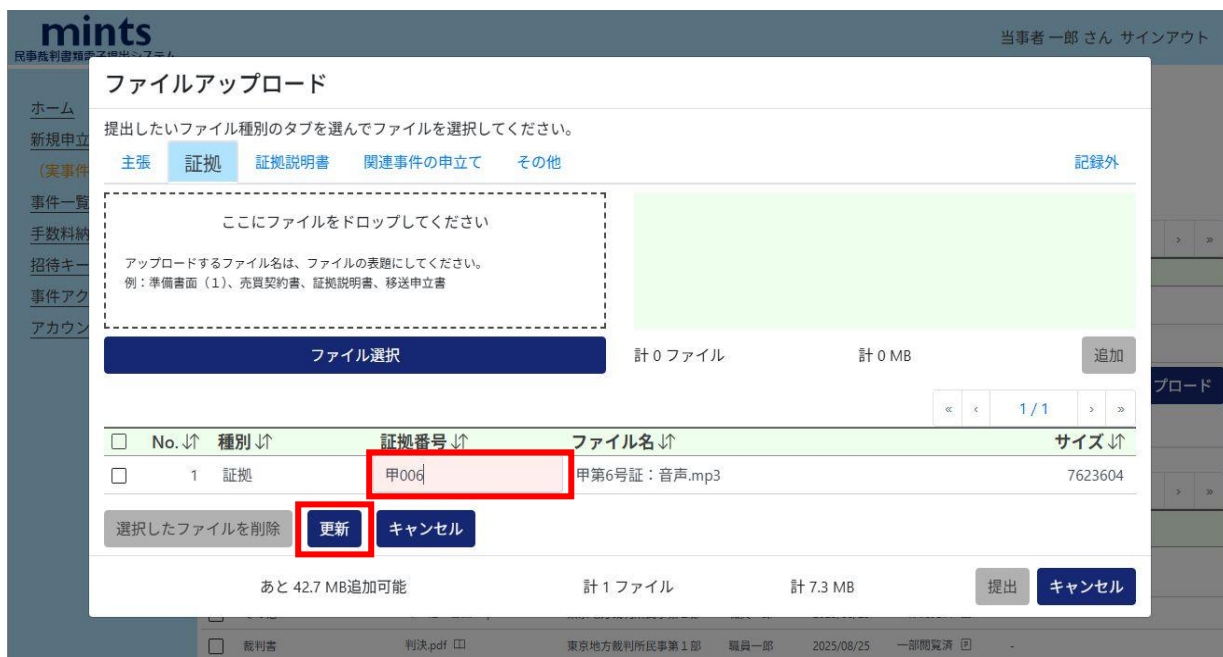 mints
民事裁判書類電子提出システム
当事者一郎 さん サインアウト
ホーム
新規申立
（実事件
事件一覧
手数料納
招待キー
事件アク
アカウン
ファイルアップロード
提出したいファイル種別のタブを選んでファイルを選択してください。
主張 証拠 証拠説明書 関連事件の申立て その他 記録外
ここにファイルをドロップしてください
アップロードするファイル名は、ファイルの表題にしてください。
例：準備書面（１）、売買契約書、証拠説明書、移送申立書
ファイル選択 計 0 ファイル 計 0 MB 追加
プロード
« ‹ 1 / 1 › »
No. 種別 証拠番号 ファイル名 サイズ
1 証拠 甲006 甲第6号証：音声.mp3 7623604
選択したファイルを削除 更新 キャンセル
あと 42.7 MB追加可能 計 1 ファイル 計 7.3 MB 提出 キャンセル
裁判書 判決.pdf 東京地方裁判所民事第１部 職員一郎 2025/08/25 一部閲覧済 -